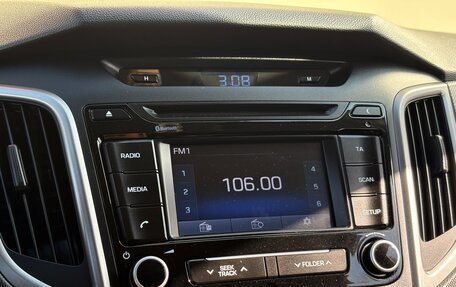 H 3:08 M
Bluetooth
RADIO
MEDIA
FM1
1 4
2 106.00 5
3 6
TA
SCAN
SETUP
SEEK TRACK
FOLDER